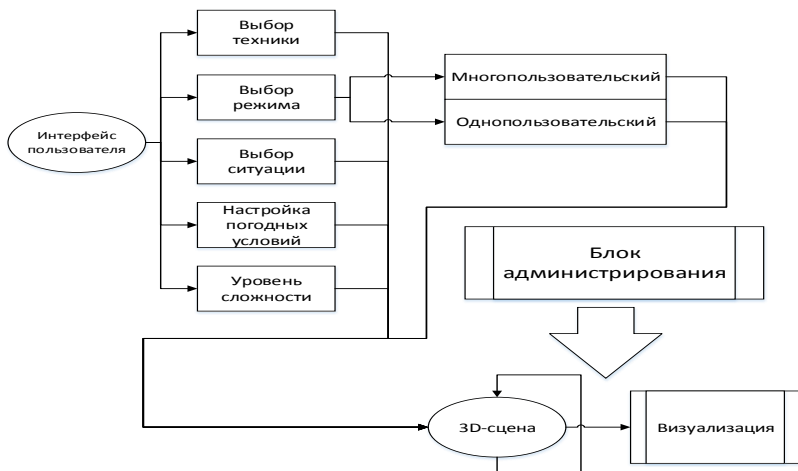 Выбор
техники
Выбор
режима
Многопользовательский
Однопользовательский
Интерфейс
пользователя
Выбор
ситуации
Настройка
погодных
условий
Уровень
сложности
Блок
администрирования
3D-сцена
Визуализация